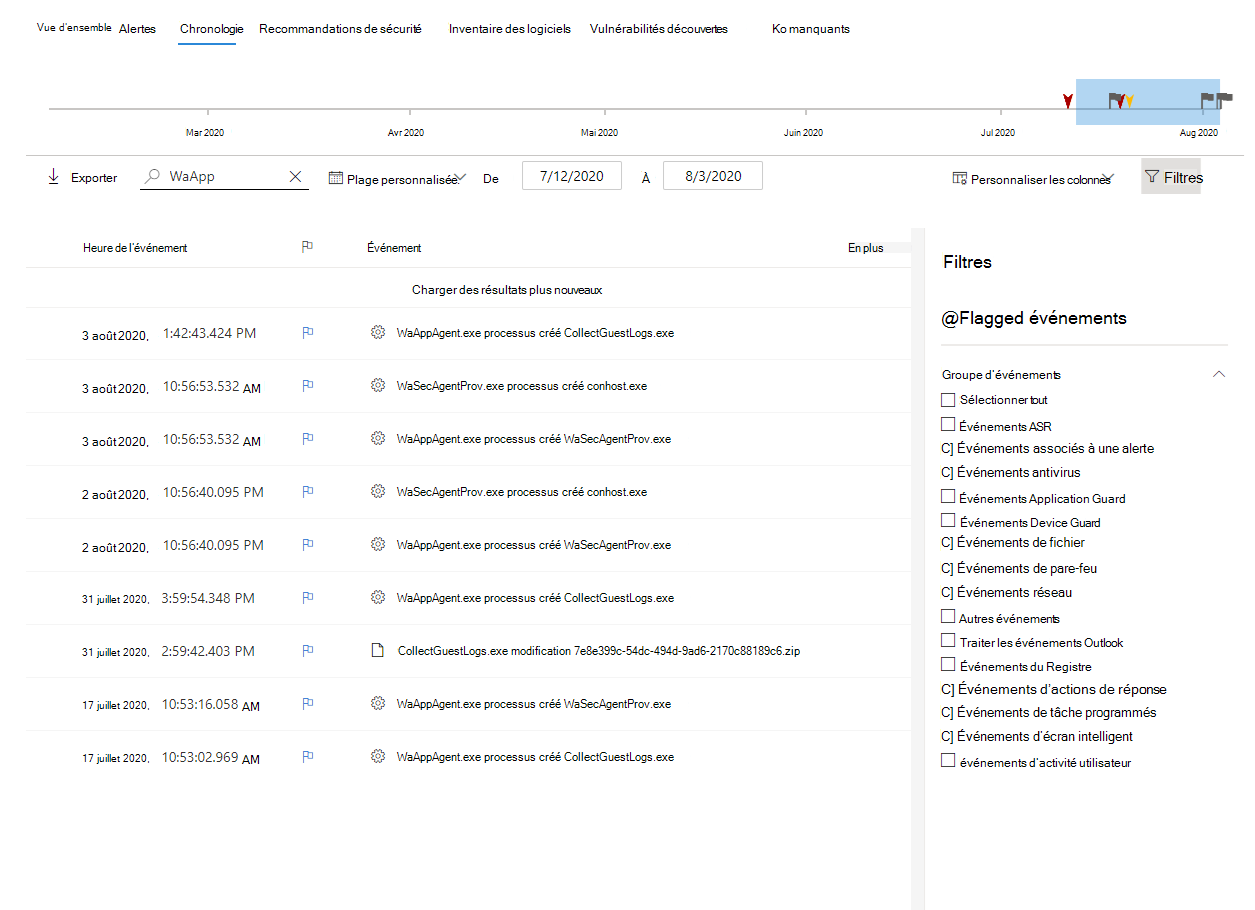 Vue d'ensemble Alertes Chronologie Recommandations de sécurité Inventaire des logiciels Vulnérabilités découvertes Ko manquants
Mar 2020 Avr 2020 Mai 2020 Juin 2020 Jul 2020 Aug 2020
Exporter WaApp Plage personnalisée De 7/12/2020 À 8/3/2020 Personnaliser les colonnes Filtres
Heure de l'événement Événement En plus
Charger des résultats plus nouveaux
3 août 2020, 1:42:43.424 PM WaAppAgent.exe processus créé CollectGuestLogs.exe
3 août 2020, 10:56:53.532 AM WaSecAgentProv.exe processus créé conhost.exe
3 août 2020, 10:56:53.532 AM WaAppAgent.exe processus créé WaSecAgentProv.exe
2 août 2020, 10:56:40.095 PM WaSecAgentProv.exe processus créé conhost.exe
2 août 2020, 10:56:40.095 PM WaAppAgent.exe processus créé WaSecAgentProv.exe
31 juillet 2020, 3:59:54.348 PM WaAppAgent.exe processus créé CollectGuestLogs.exe
31 juillet 2020, 2:59:42.403 PM CollectGuestLogs.exe modification 7e8e399c-54dc-494d-9ad6-2170c88189c6.zip
17 juillet 2020, 10:53:16.058 AM WaAppAgent.exe processus créé WaSecAgentProv.exe
17 juillet 2020, 10:53:02.969 AM WaAppAgent.exe processus créé CollectGuestLogs.exe
Filtres
@Flagged événements
Groupe d'événements
Sélectionner tout
Événements ASR
C] Événements associés à une alerte
C] Événements antivirus
Événements Application Guard
Événements Device Guard
C] Événements de fichier
C] Événements de pare-feu
C] Événements réseau
Autres événements
Traiter les événements Outlook
Événements du Registre
C] Événements d'actions de réponse
C] Événements de tâche programmés
C] Événements d'écran intelligent
événements d'activité utilisateur